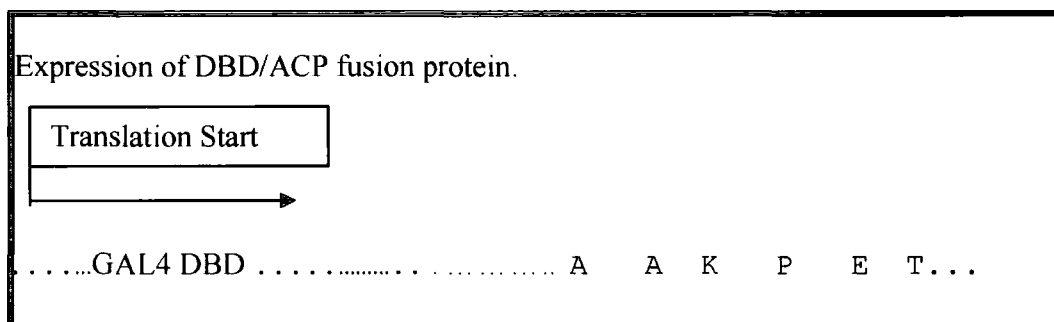 Expression of DBD/ACP fusion protein.
Translation Start
. . . . ...GAL4 DBD . . . . ............. . ............. A A K P E T...